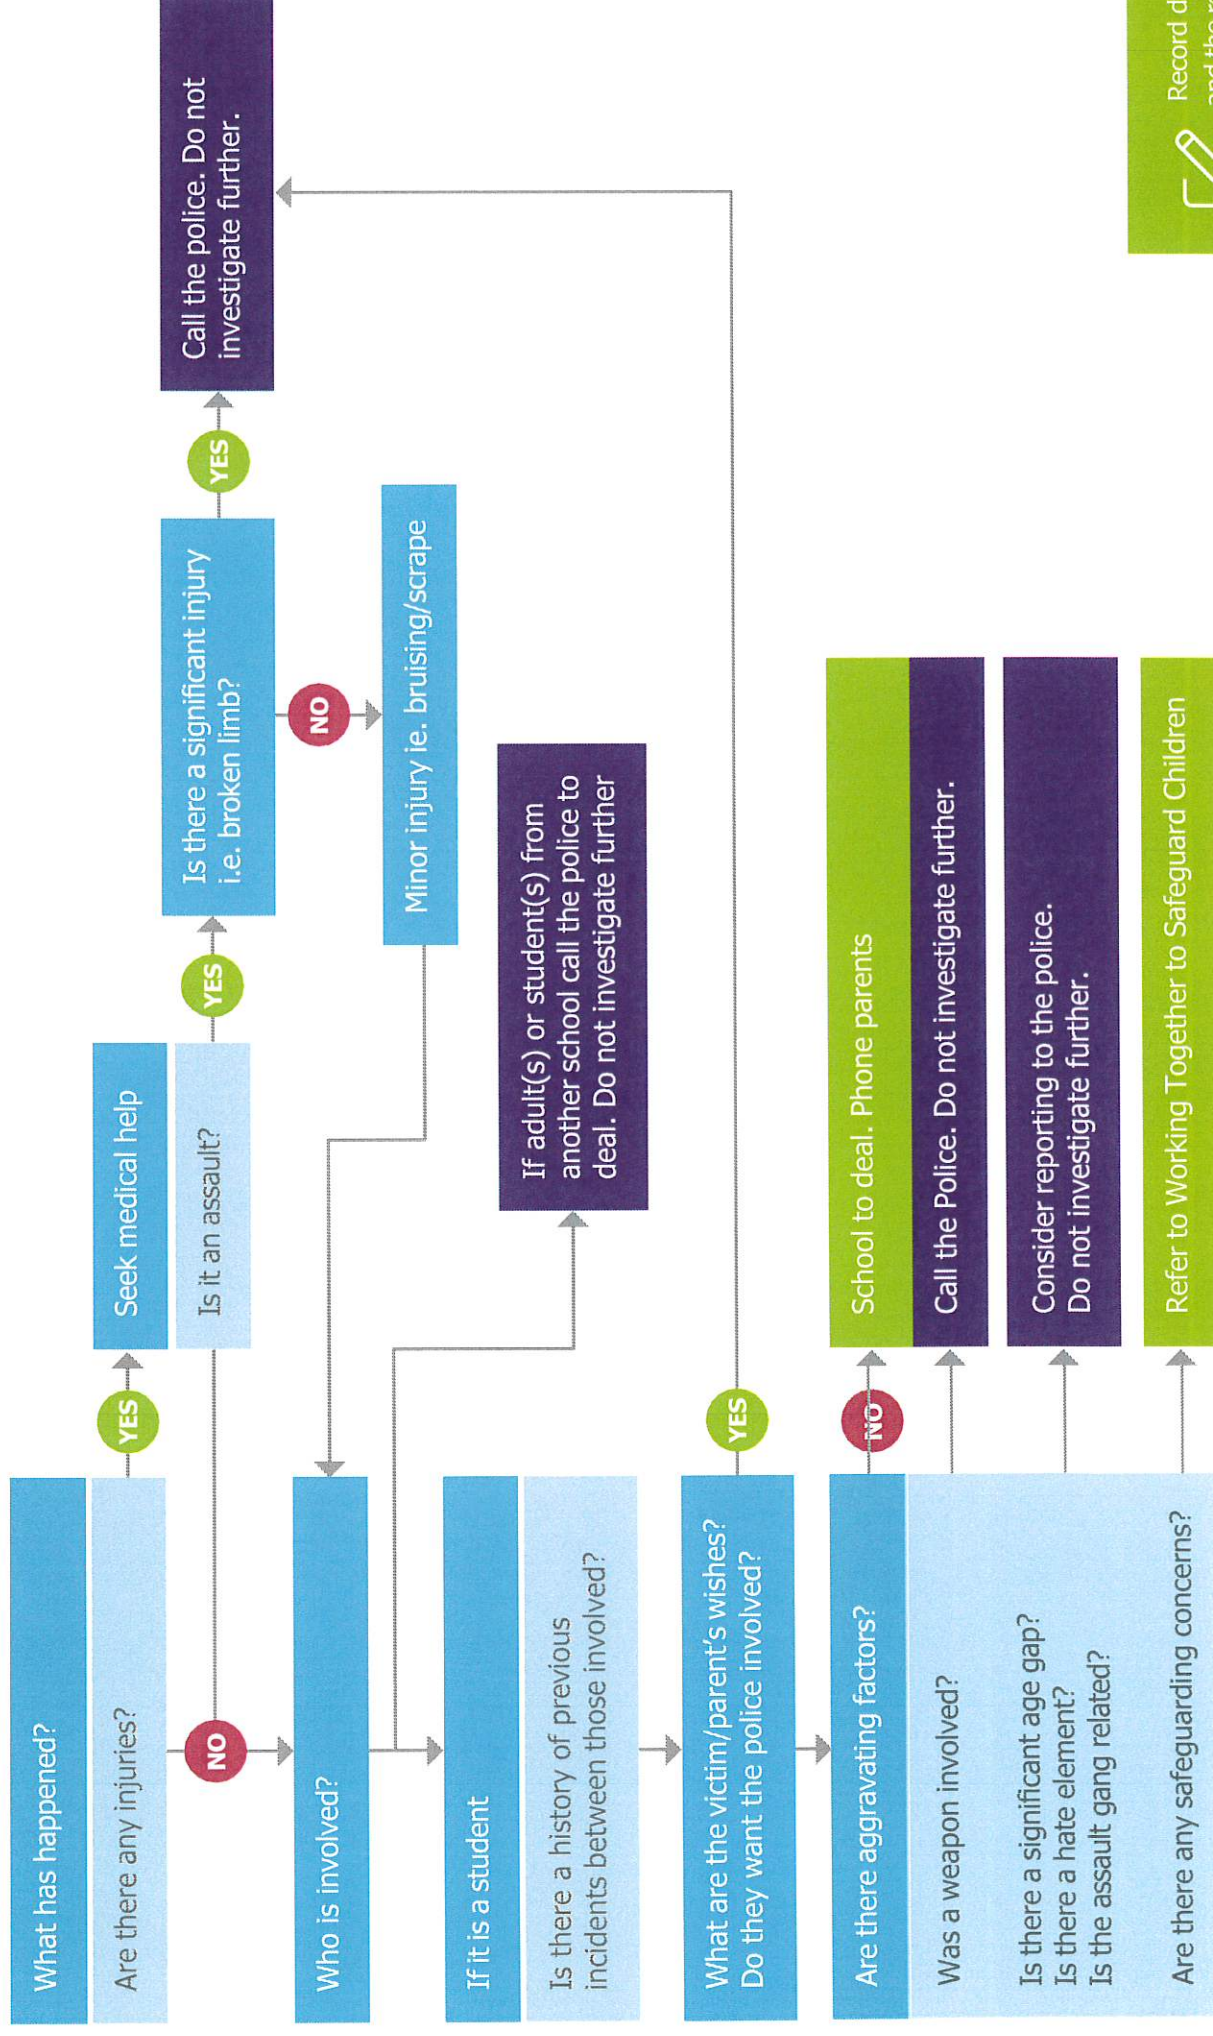 What has happened?
Are there any injuries?
YES
Seek medical help
Is it an assault?
YES
Is there a significant injury
i.e. broken limb?
YES
Call the police. Do not
investigate further.
NO
Minor injury ie. bruising/scrape
NO
Who is involved?
If adult(s) or student(s) from
another school call the police to
deal. Do not investigate further
If it is a student
Is there a history of previous
incidents between those involved?
What are the victim/parent's wishes?
Do they want the police involved?
YES
Are there aggravating factors?
NO
School to deal. Phone parents
Was a weapon involved?
Call the Police. Do not investigate further.
Is there a significant age gap?
Is there a hate element?
Is the assault gang related?
Consider reporting to the police.
Do not investigate further.
Are there any safeguarding concerns?
Refer to Working Together to Safeguard Children
Record